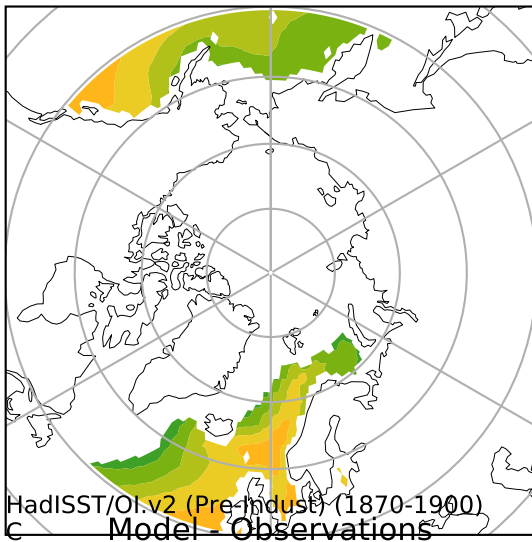 HadISST/OI.v2 (Pre-Indust) (1870-1900)
C Model - Observations